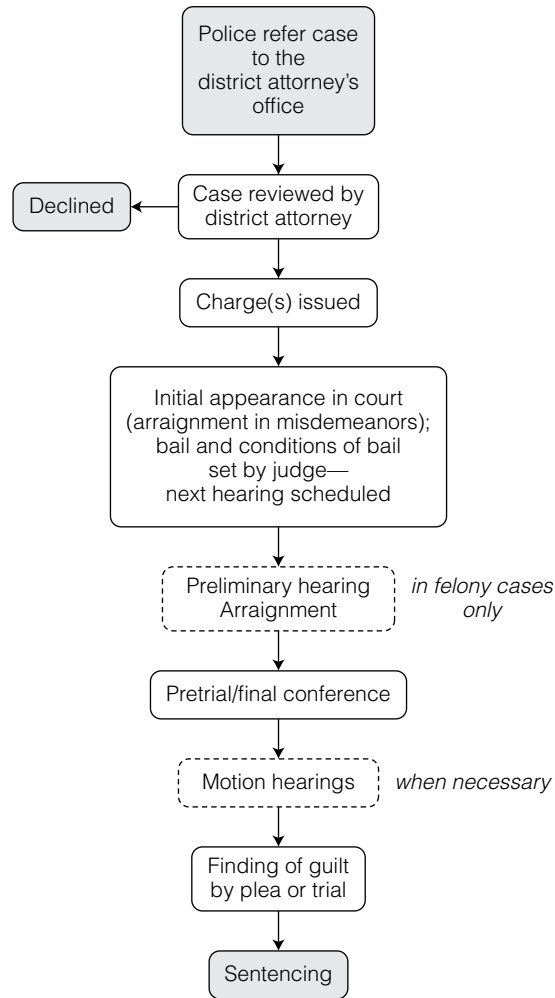 Police refer case
to the
district attorney's
office
Declined
Case reviewed by
district attorney
Charge(s) issued
Initial appearance in court
(arraignment in misdemeanors);
bail and conditions of bail
set by judge—
next hearing scheduled
Preliminary hearing
Arraignment
in felony cases
only
Pretrial/final conference
Motion hearings
when necessary
Finding of guilt
by plea or trial
Sentencing